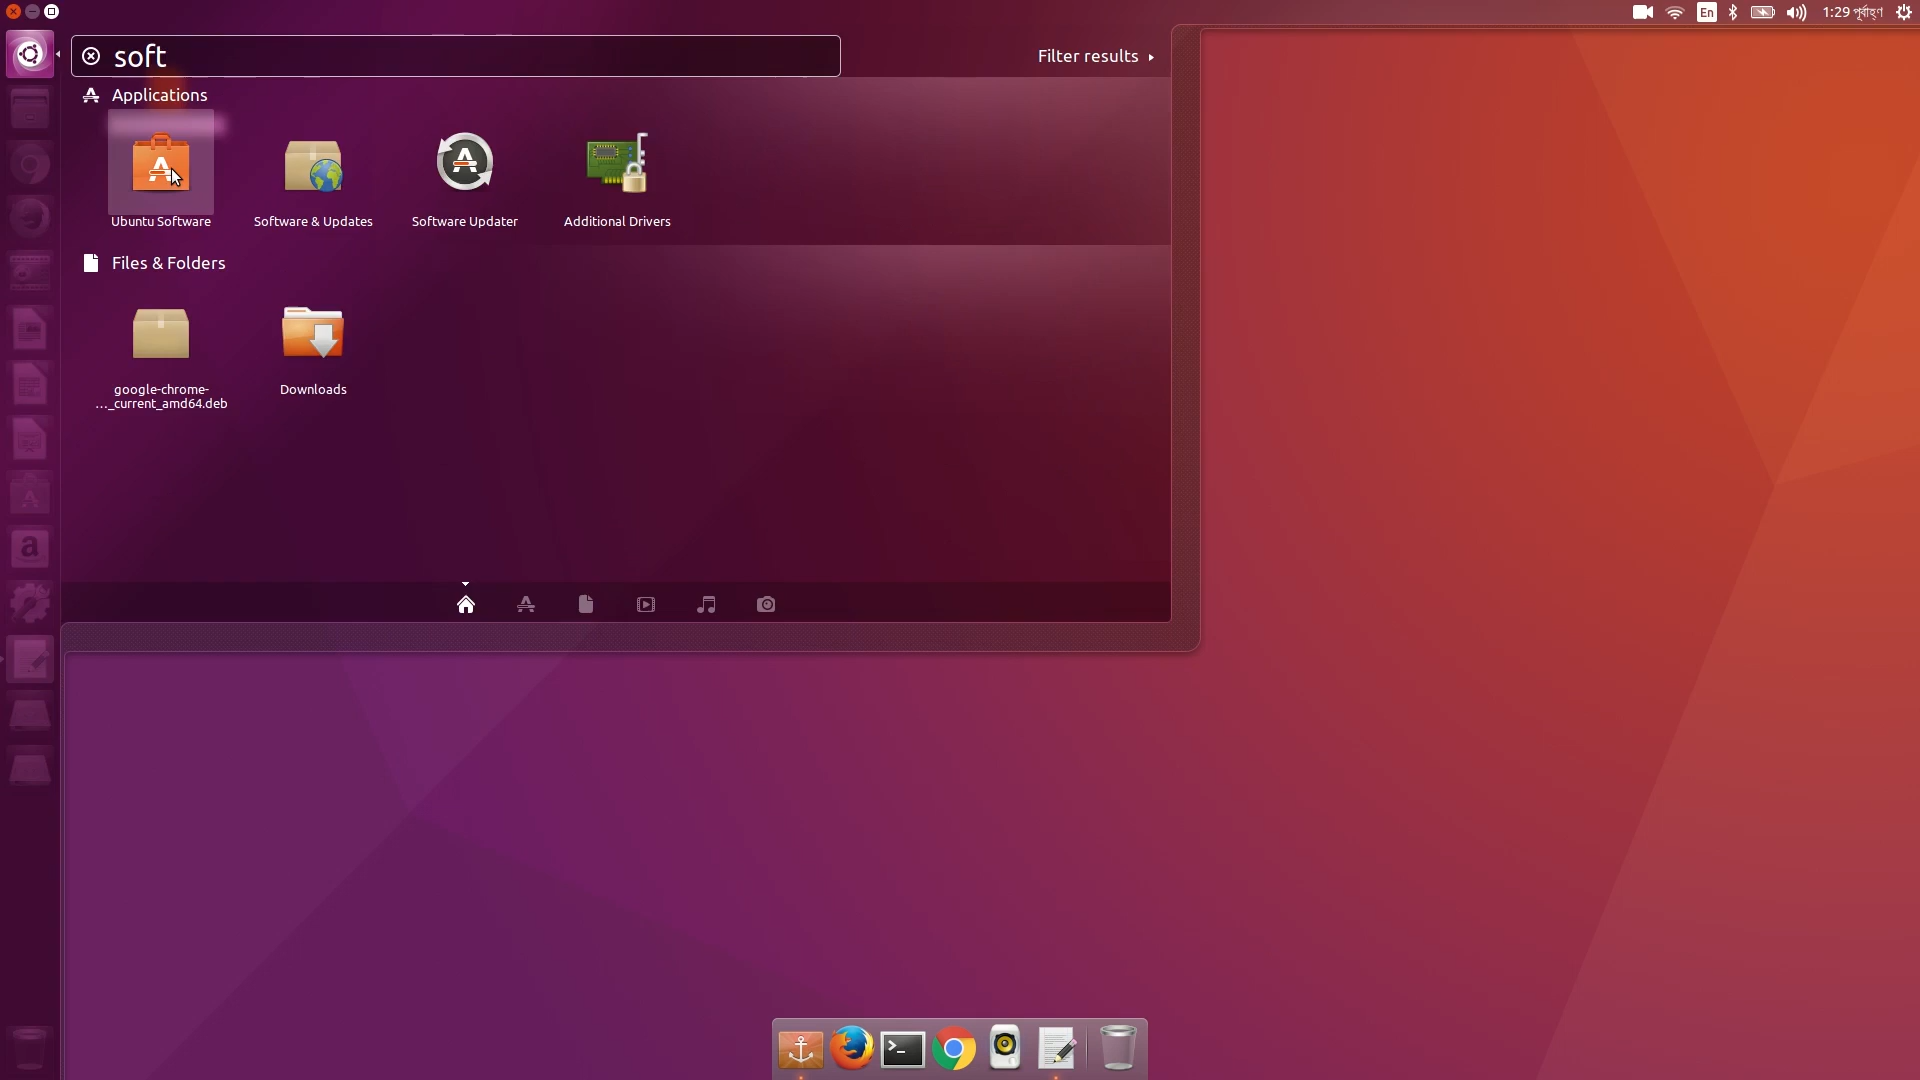 En
1:29 পূর্বাহ্ণ
soft
Filter results
Applications
Ubuntu Software
Software & Updates
Software Updater
Additional Drivers
Files & Folders
google-chrome-
..._current_amd64.deb
Downloads